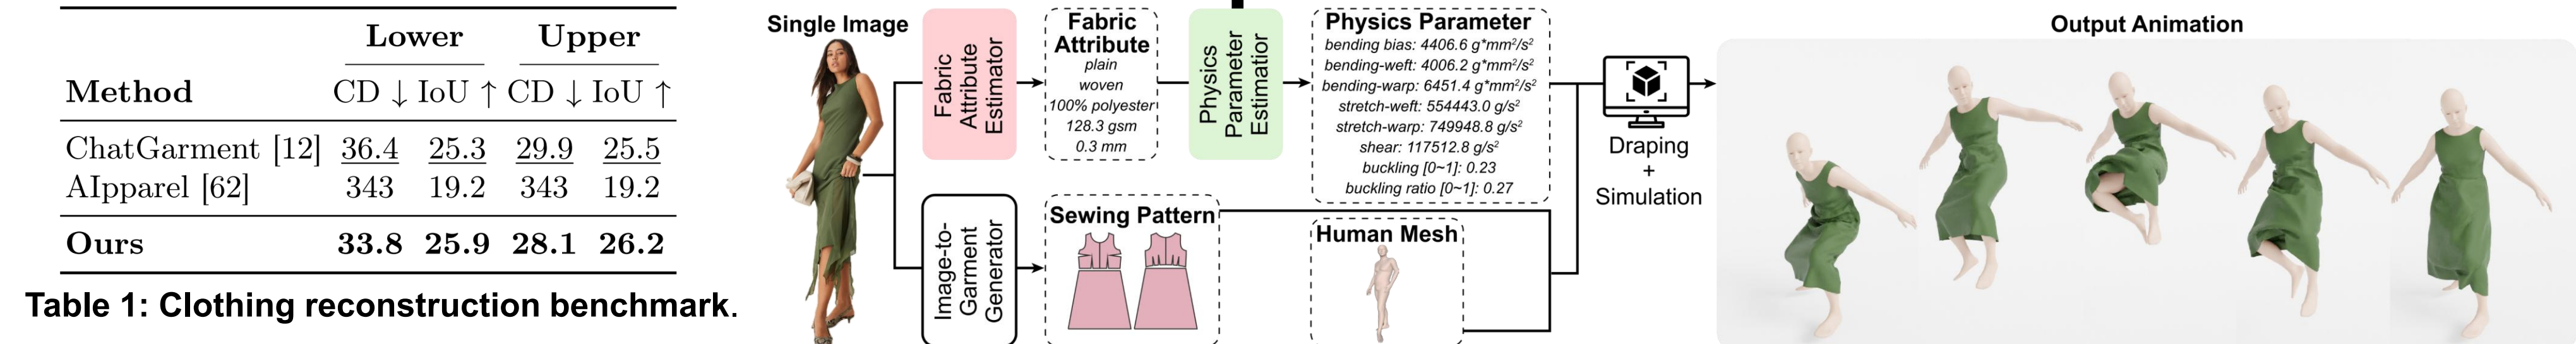 Lower Upper
Method CD ↓ IoU ↑ CD ↓ IoU ↑
ChatGarment [12] 36.4 25.3 29.9 25.5
AIpparel [62] 343 19.2 343 19.2
Ours 33.8 25.9 28.1 26.2
Table 1: Clothing reconstruction benchmark.
Single Image
Fabric
Attribute
Estimator
Fabric
Attribute
plain
woven
100% polyester
128.3 gsm
0.3 mm
Physics
Parameter
Estimatior
Physics Parameter
bending bias: 4406.6 g*mm²/s²
bending-weft: 4006.2 g*mm²/s²
bending-warp: 6451.4 g*mm²/s²
stretch-weft: 554443.0 g/s²
stretch-warp: 749948.8 g/s²
shear: 117512.8 g/s²
buckling [0~1]: 0.23
buckling ratio [0~1]: 0.27
Image-to-
Garment
Generator
Sewing Pattern
Human Mesh
Draping
+
Simulation
Output Animation